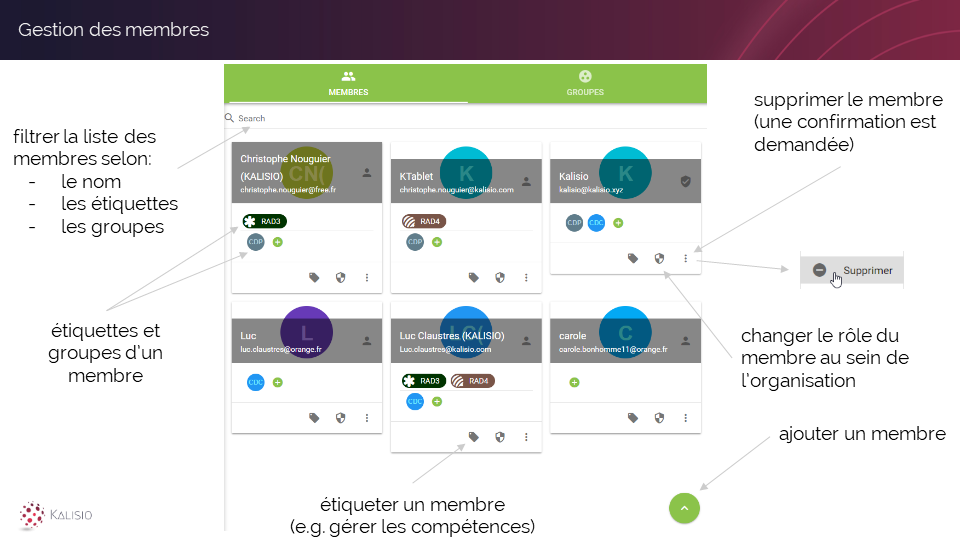 Gestion des membres
MEMBRES
GROUPES
Search
filtrer la liste des
membres selon:
- le nom
- les étiquettes
- les groupes
étiquettes et
groupes d'un
membre
CN(
Christophe Nouguier
(KALISIO)
christophe.nouguier@free.fr
RAD3
CDP
K
KTablet
christophe.nouguier@kalisio.com
RAD4
CDP
K
Kalisio
kalisio@kalisio.xyz
CDP
CDC
L
Luc
luc.claustres@orange.fr
CDC
LC(
Luc Claustres (KALISIO)
Luc.claustres@kalisio.com
RAD3
RAD4
CDC
C
carole
carole.bonhomme11@orange.fr
supprimer le membre
(une confirmation est
demandée)
Supprimer
changer le rôle du
membre au sein de
l'organisation
ajouter un membre
étiqueter un membre
(e.g. gérer les compétences)
KALISIO